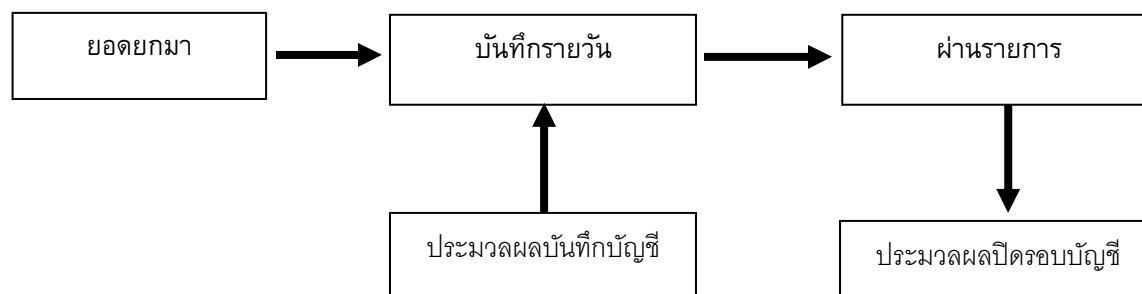 ยอดยกมา
บันทึกรายวัน
ผ่านรายการ
ประมวลผลบันทึกบัญชี
ประมวลผลปิดรอบบัญชี